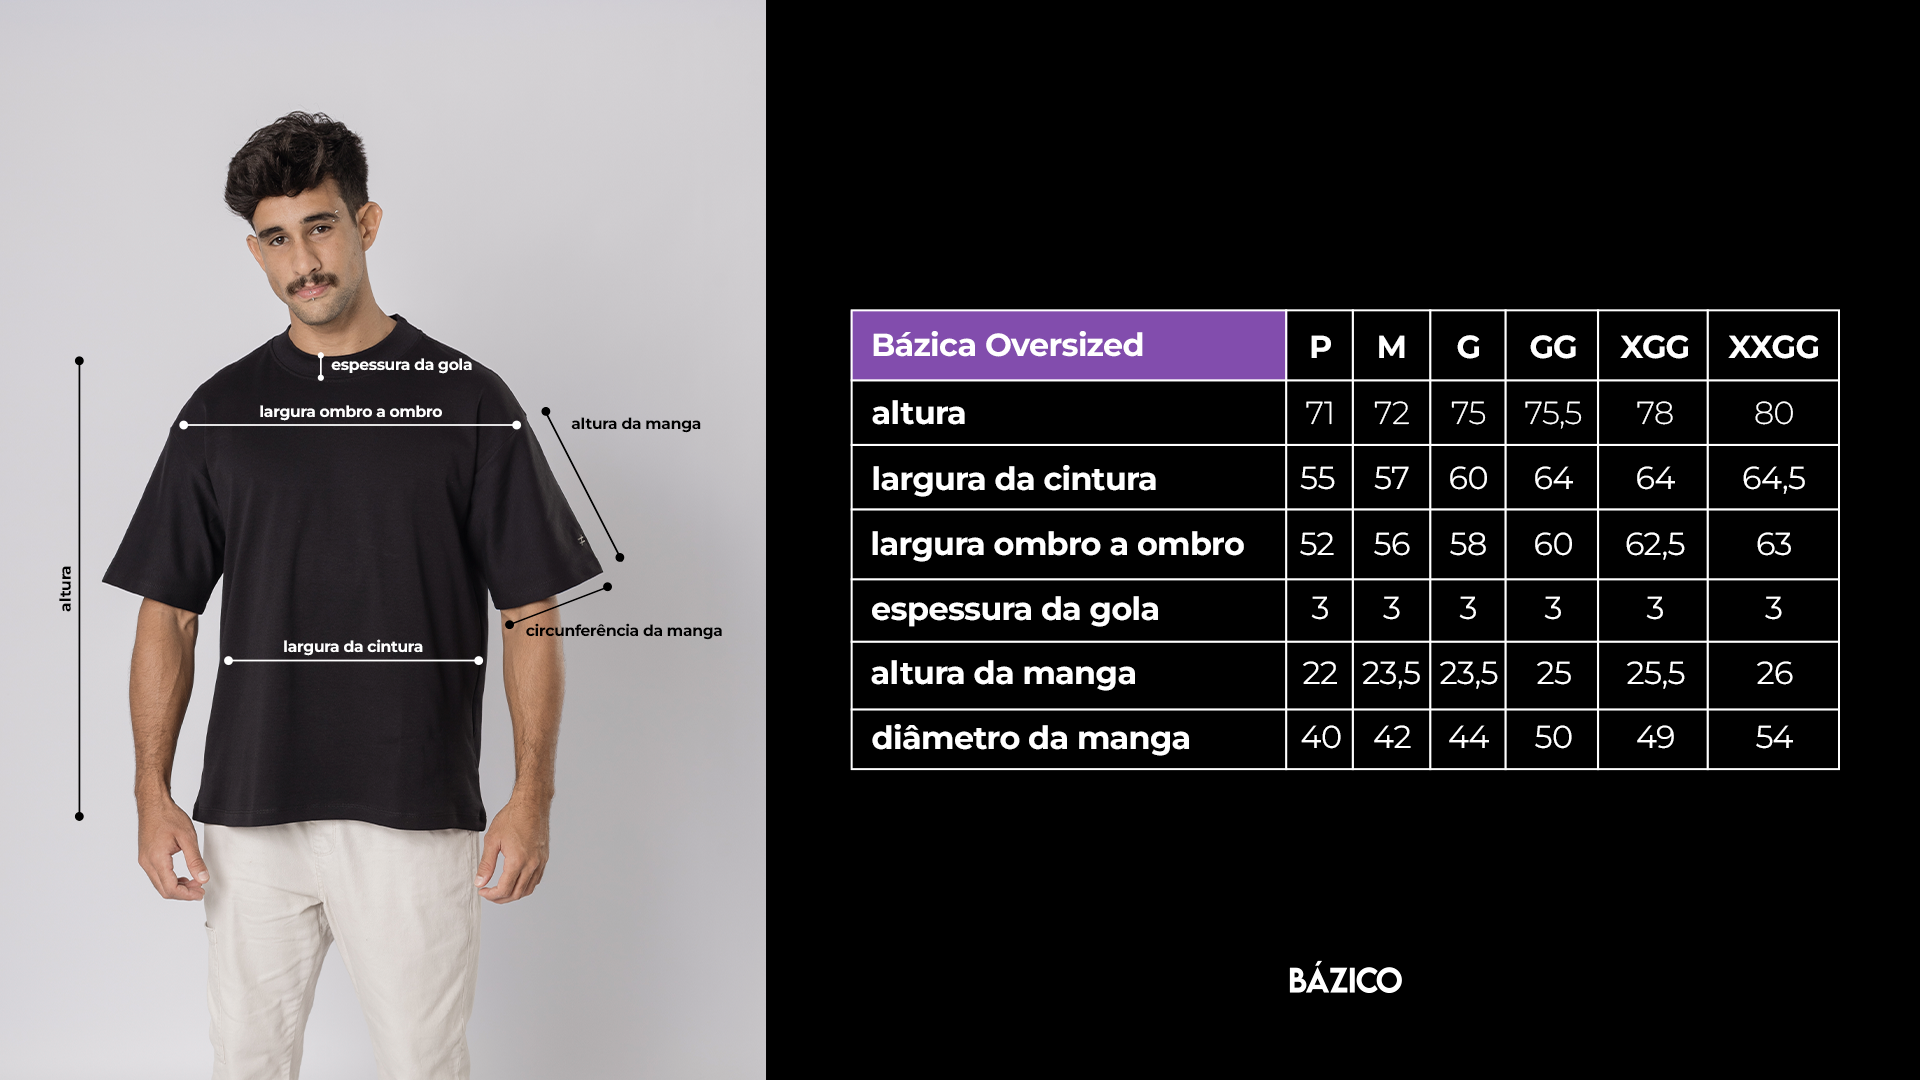 espessura da gola
largura ombro a ombro
altura da manga
altura
circunferência da manga
largura da cintura
Bázica Oversized P M G GG XGG XXGG
altura 71 72 75 75,5 78 80
largura da cintura 55 57 60 64 64 64,5
largura ombro a ombro 52 56 58 60 62,5 63
espessura da gola 3 3 3 3 3 3
altura da manga 22 23,5 23,5 25 25,5 26
diâmetro da manga 40 42 44 50 49 54
BÁZICO